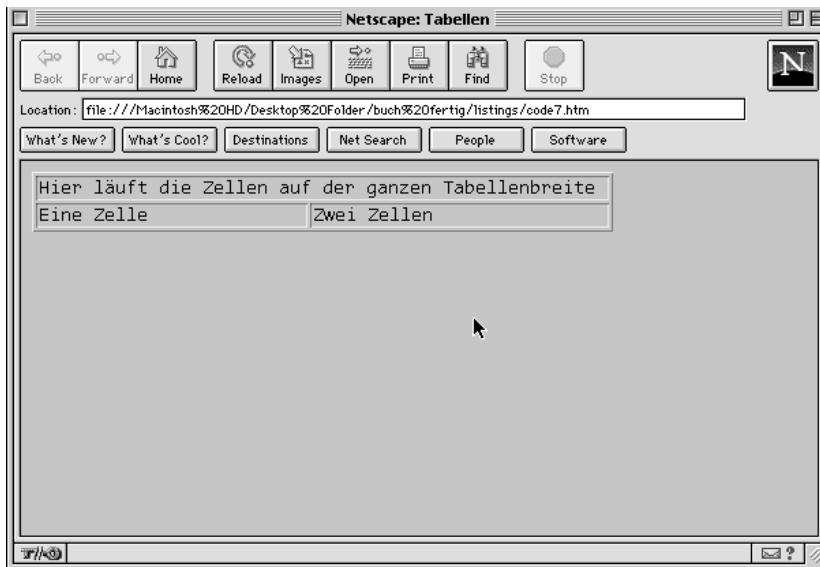 Netscape: Tabellen
Back Forward Home Reload Images Open Print Find Stop
N
Location: file:///Macintosh%20HD/Desktop%20Folder/buch%20fertig/listings/code7.htm
What's New? What's Cool? Destinations Net Search People Software
Hier läuft die Zellen auf der ganzen Tabellenbreite
Eine Zelle Zwei Zellen
?